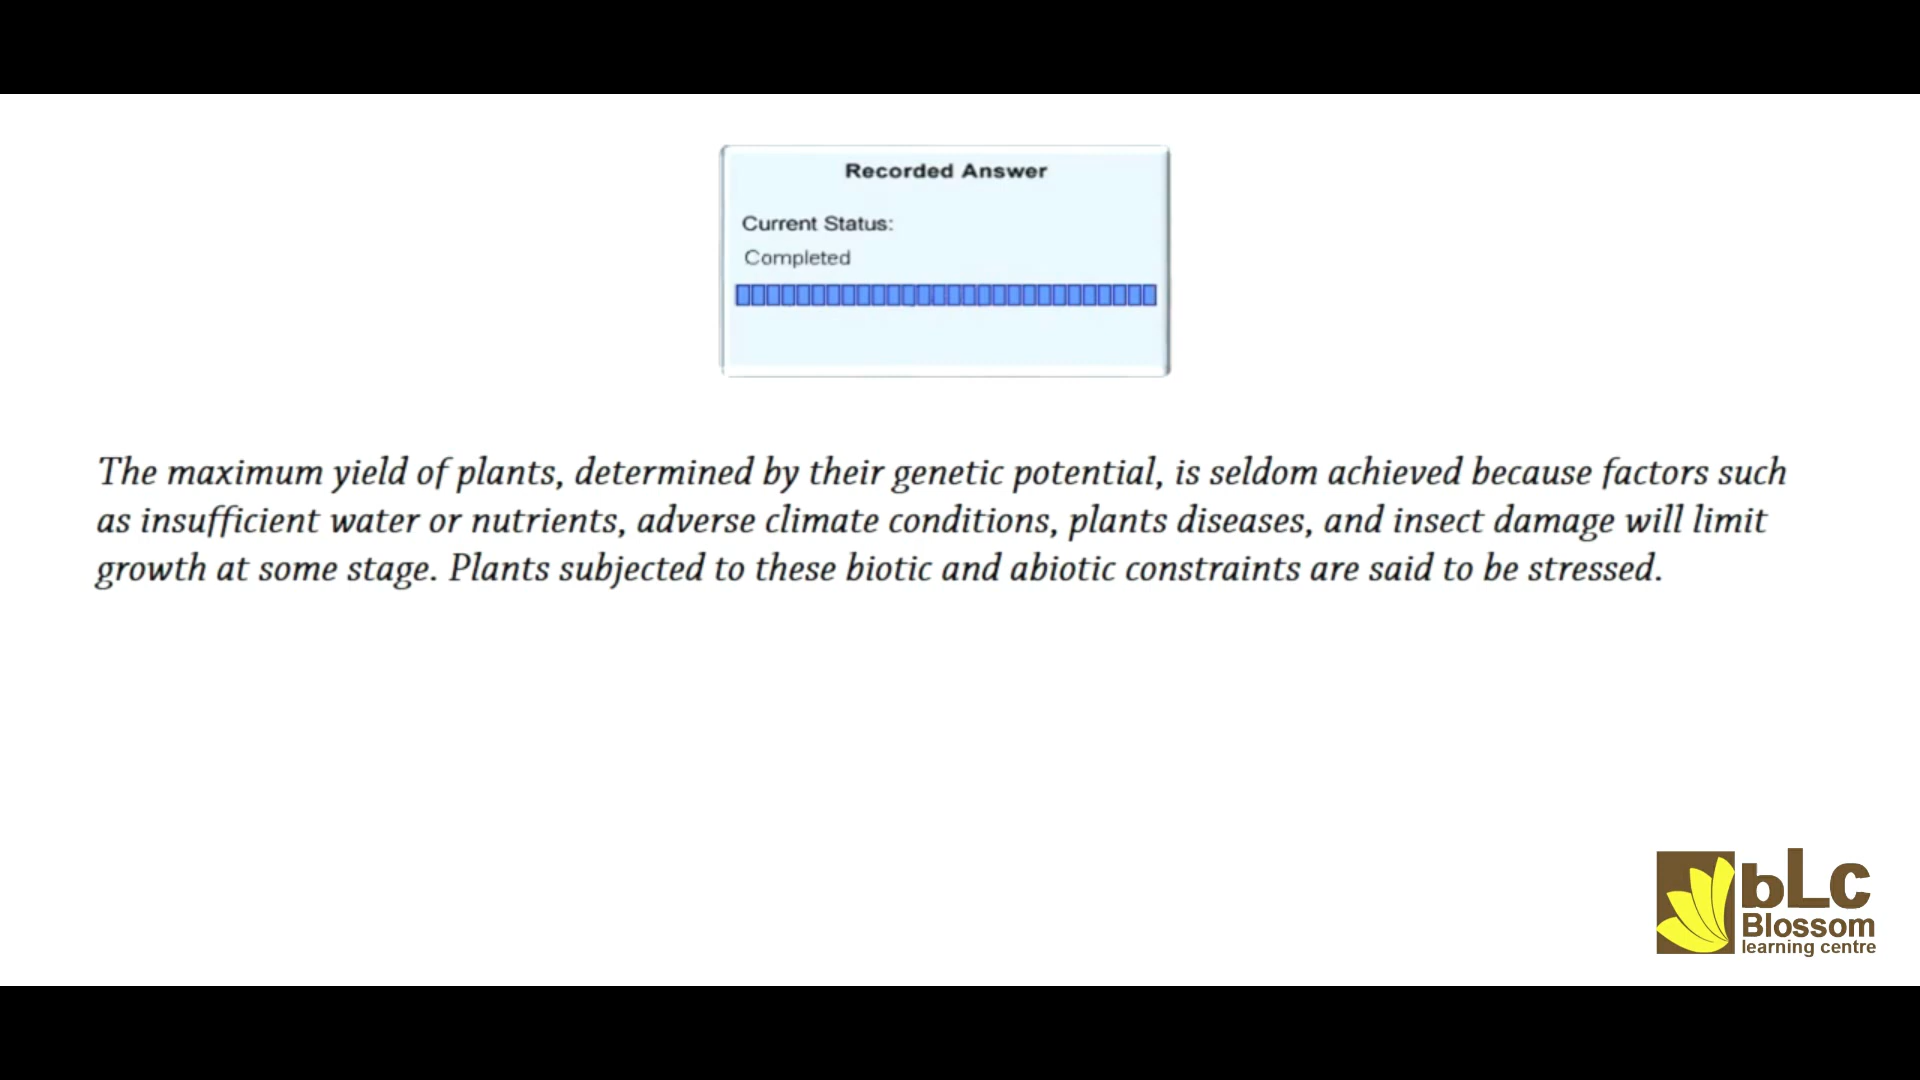 Recorded Answer
Current Status:
Completed
The maximum yield of plants, determined by their genetic potential, is seldom achieved because factors such
as insufficient water or nutrients, adverse climate conditions, plants diseases, and insect damage will limit
growth at some stage. Plants subjected to these biotic and abiotic constraints are said to be stressed.
bLc
Blossom
learning centre